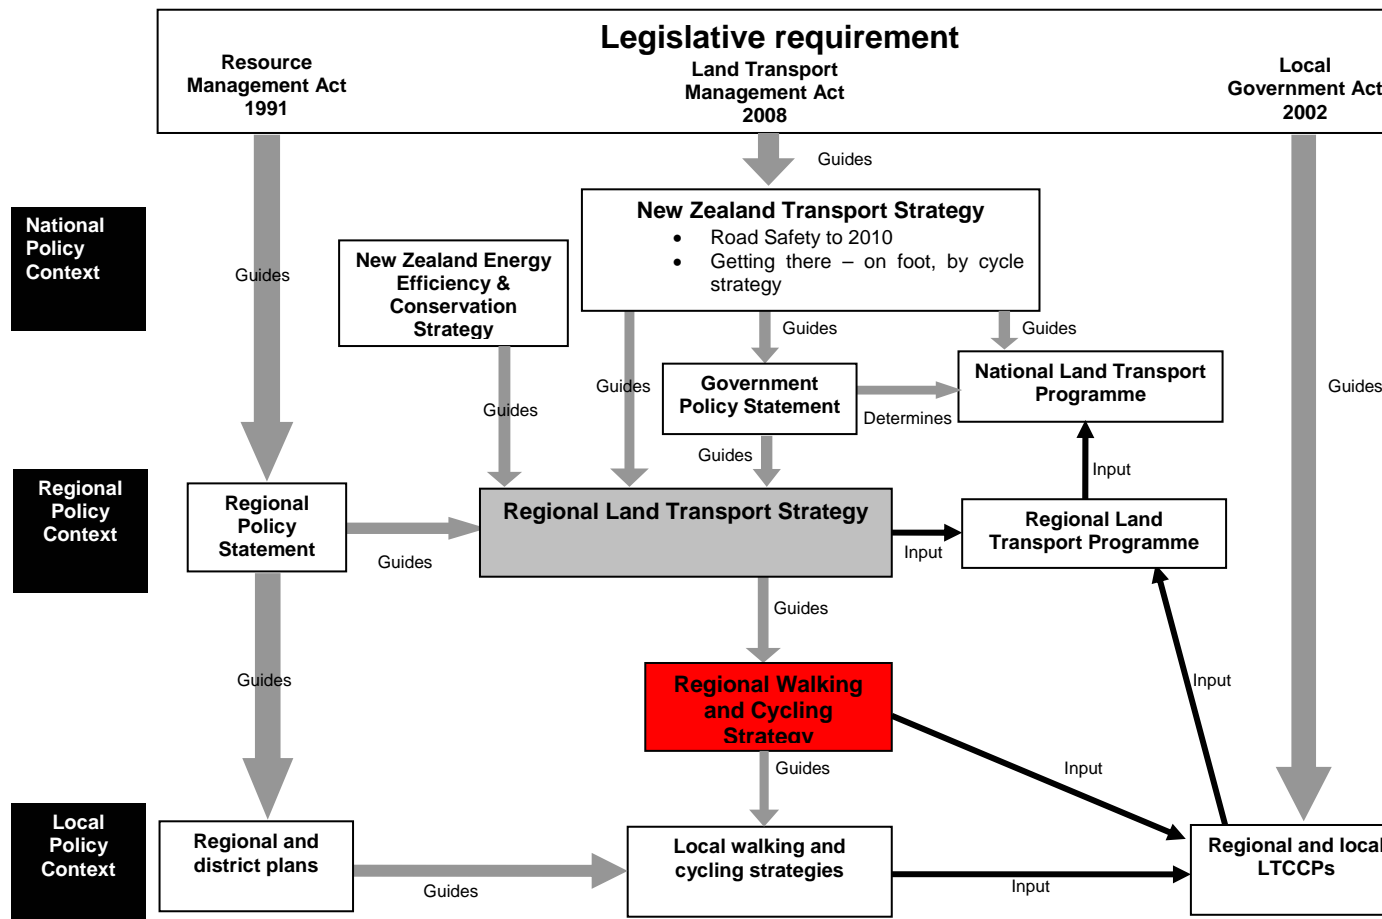 Legislative requirement
Resource
Management Act
1991
Land Transport
Management Act
2008
Local
Government Act
2002
Guides
National
Policy
Context
New Zealand Transport Strategy
• Road Safety to 2010
• Getting there – on foot, by cycle
strategy
New Zealand Energy
Efficiency &
Conservation
Strategy
Guides
Guides
Guides
Guides
Guides
Guides
Government
Policy Statement
Determines
National Land Transport
Programme
Guides
Input
Regional
Policy
Context
Regional
Policy
Statement
Guides
Regional Land Transport Strategy
Input
Regional Land
Transport Programme
Guides
Guides
Regional Walking
and Cycling
Strategy
Input
Input
Guides
Local
Policy
Context
Regional and
district plans
Guides
Local walking and
cycling strategies
Input
Regional and local
LTCCPs